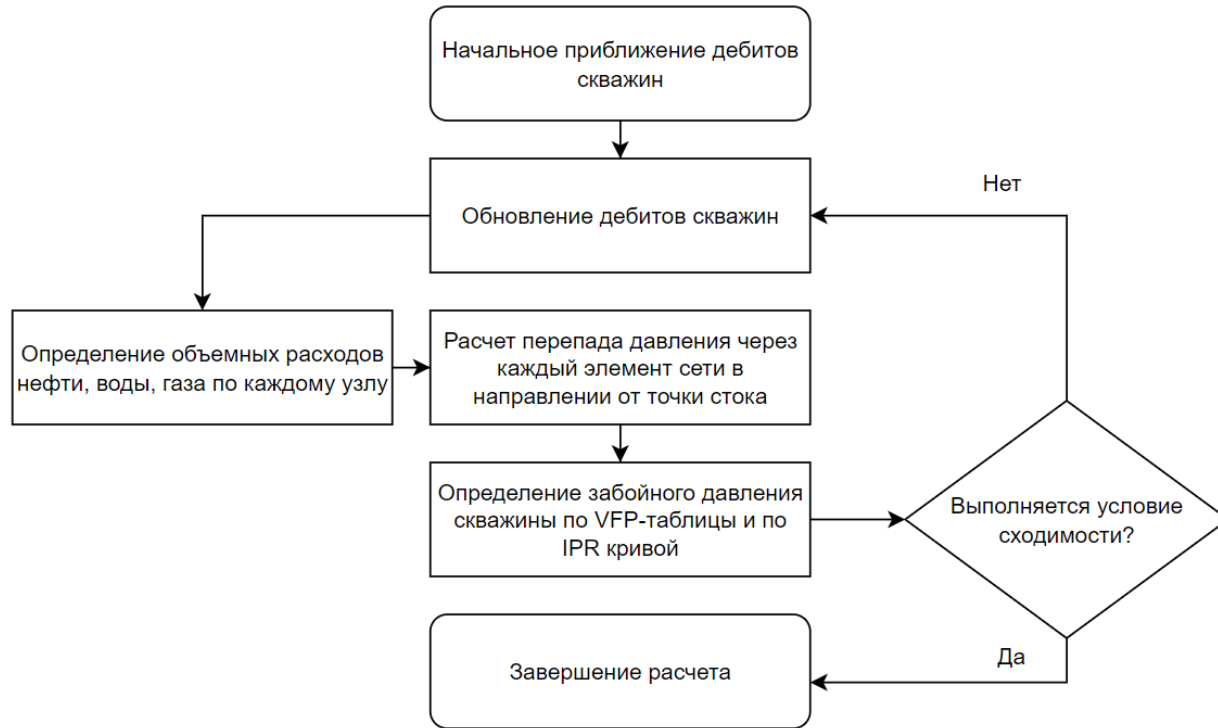 Начальное приближение дебитов
скважин
Нет
Обновление дебитов скважин
Определение объемных расходов
нефти, воды, газа по каждому узлу
Расчет перепада давления через
каждый элемент сети в
направлении от точки стока
Определение забойного давления
скважины по VFP-таблицы и по
IPR кривой
Выполняется условие
сходимости?
Да
Завершение расчета